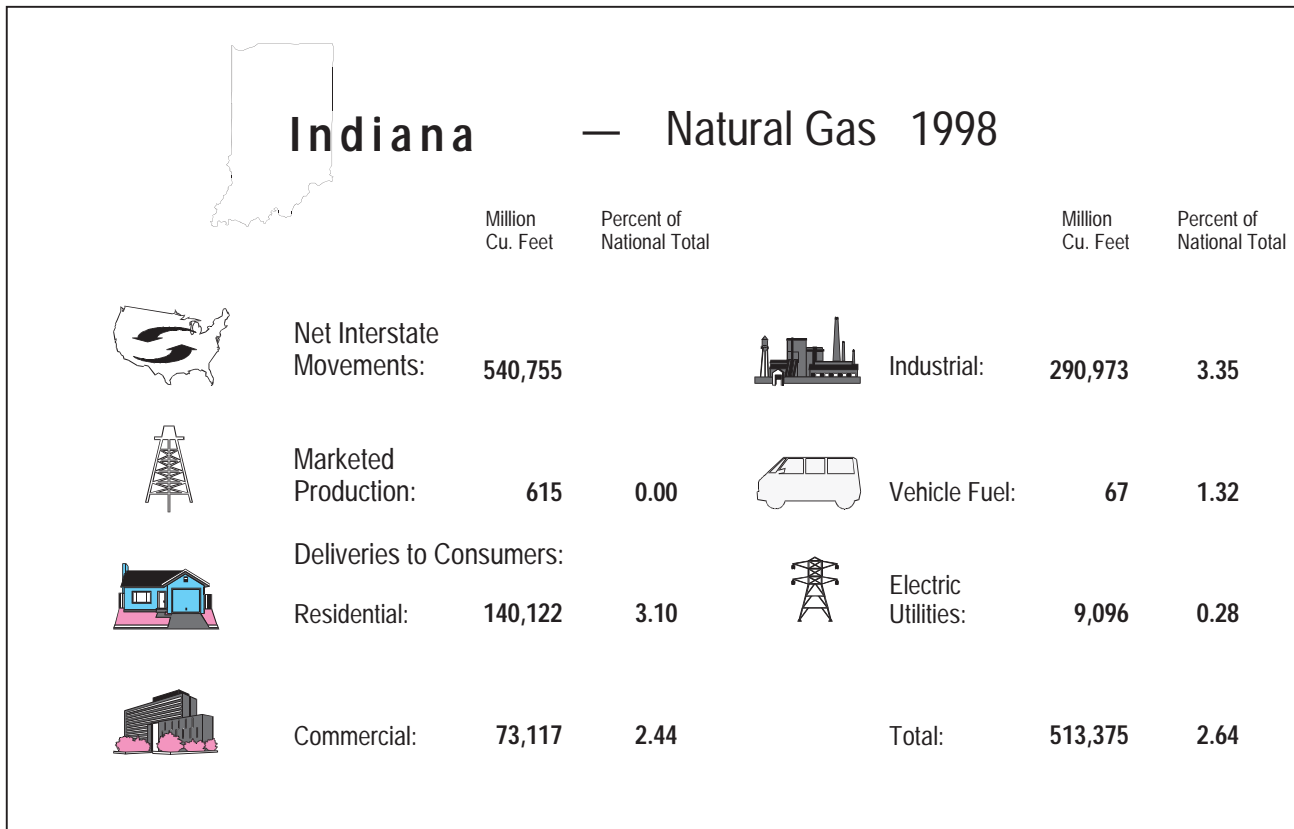 Indiana — Natural Gas 1998
Million Cu. Feet
Percent of National Total
Million Cu. Feet
Percent of National Total
Net Interstate
Movements: 540,755
Marketed
Production: 615 0.00
Deliveries to Consumers:
Residential: 140,122 3.10
Commercial: 73,117 2.44
Industrial: 290,973 3.35
Vehicle Fuel: 67 1.32
Electric
Utilities: 9,096 0.28
Total: 513,375 2.64